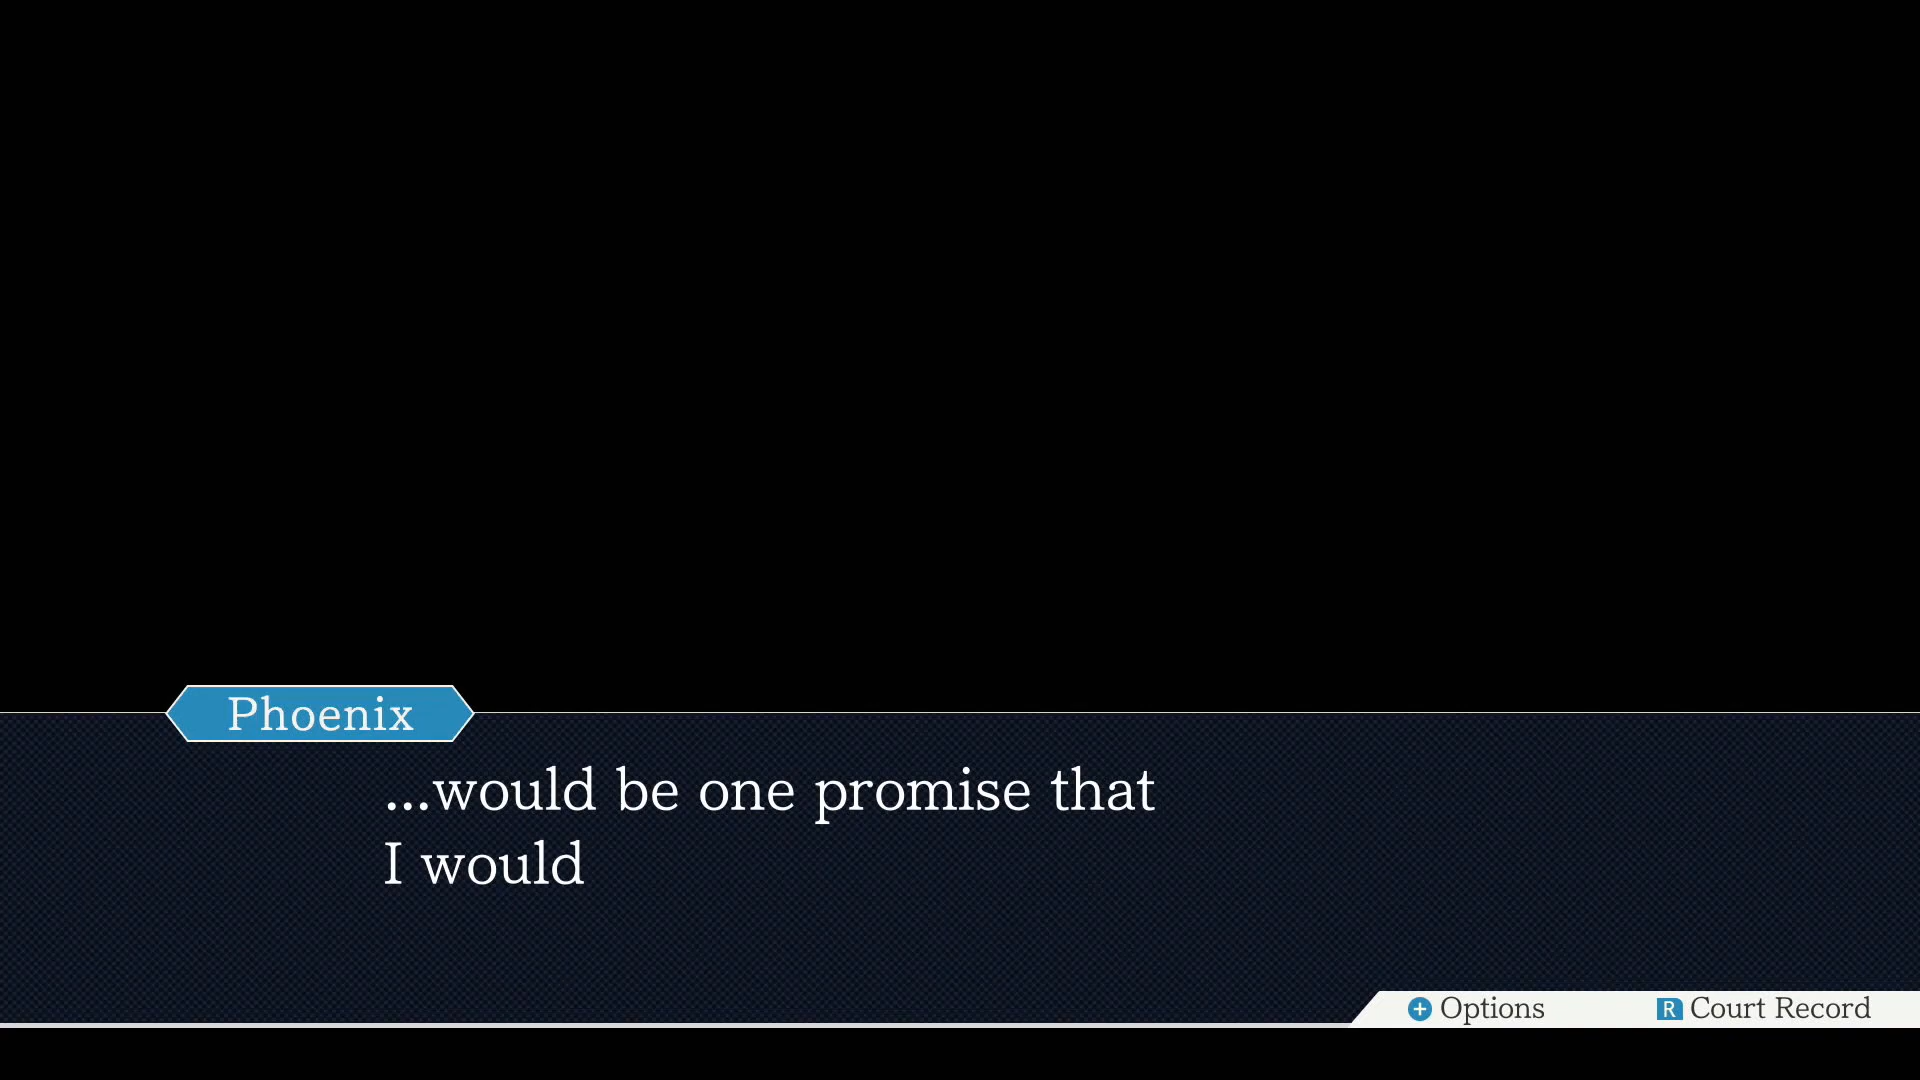 Phoenix
...would be one promise that
I would
+ Options
R Court Record